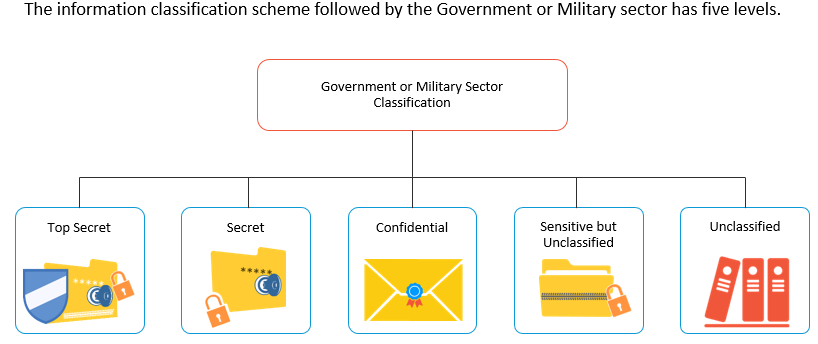 The information classification scheme followed by the Government or Military sector has five levels.
Government or Military Sector
Classification
Top Secret
Secret
Confidential
Sensitive but
Unclassified
Unclassified
*****
*****